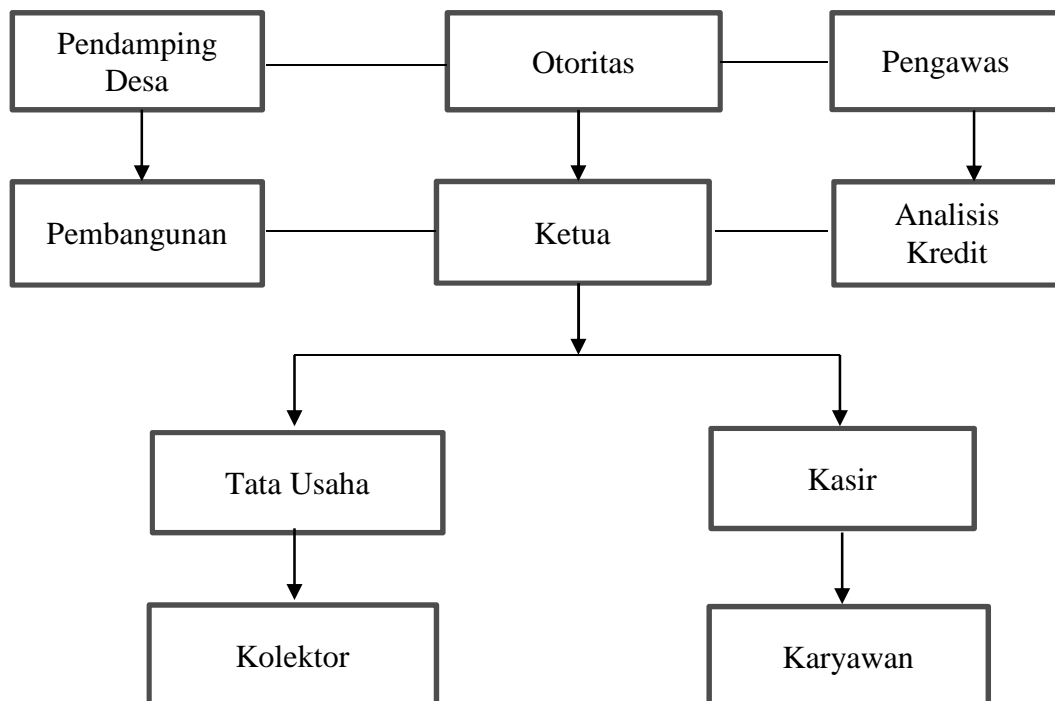 Pendamping
Desa
Otoritas
Pengawas
Pembangunan
Ketua
Analisis
Kredit
Tata Usaha
Kasir
Kolektor
Karyawan